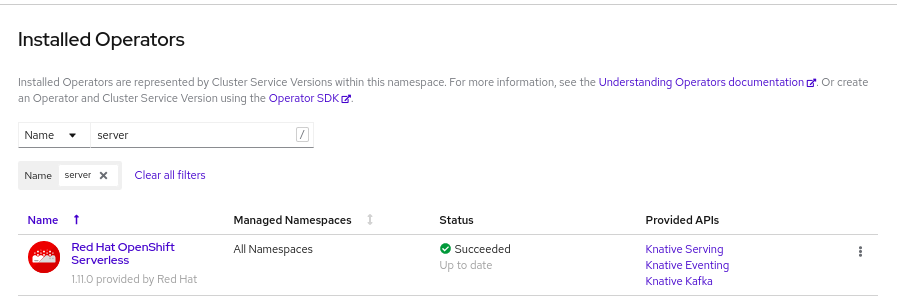 Installed Operators
Installed Operators are represented by Cluster Service Versions within this namespace. For more information, see the Understanding Operators documentation. Or create
an Operator and Cluster Service Version using the Operator SDK.
Name server /
Name server Clear all filters
Name Managed Namespaces Status Provided APIs
Red Hat OpenShift All Namespaces Succeeded Knative Serving
Serverless Up to date Knative Eventing
1.11.0 provided by Red Hat Knative Kafka